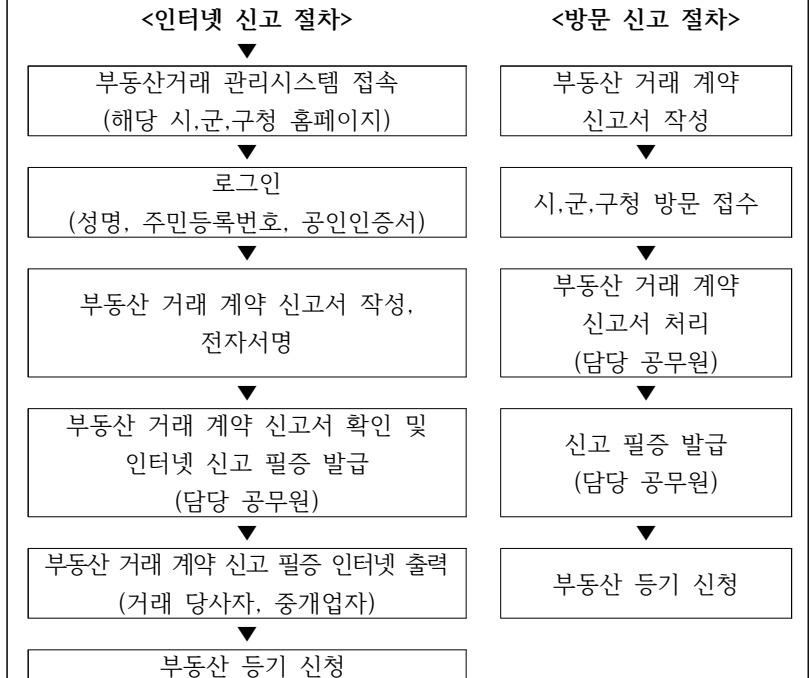 <인터넷 신고 절차>
▼
부동산거래 관리시스템 접속
(해당 시,군,구청 홈페이지)
▼
로그인
(성명, 주민등록번호, 공인인증서)
▼
부동산 거래 계약 신고서 작성,
전자서명
▼
부동산 거래 계약 신고서 확인 및
인터넷 신고 필증 발급
(담당 공무원)
▼
부동산 거래 계약 신고 필증 인터넷 출력
(거래 당사자, 중개업자)
▼
부동산 등기 신청
<방문 신고 절차>
부동산 거래 계약
신고서 작성
▼
시,군,구청 방문 접수
▼
부동산 거래 계약
신고서 처리
(담당 공무원)
▼
신고 필증 발급
(담당 공무원)
▼
부동산 등기 신청